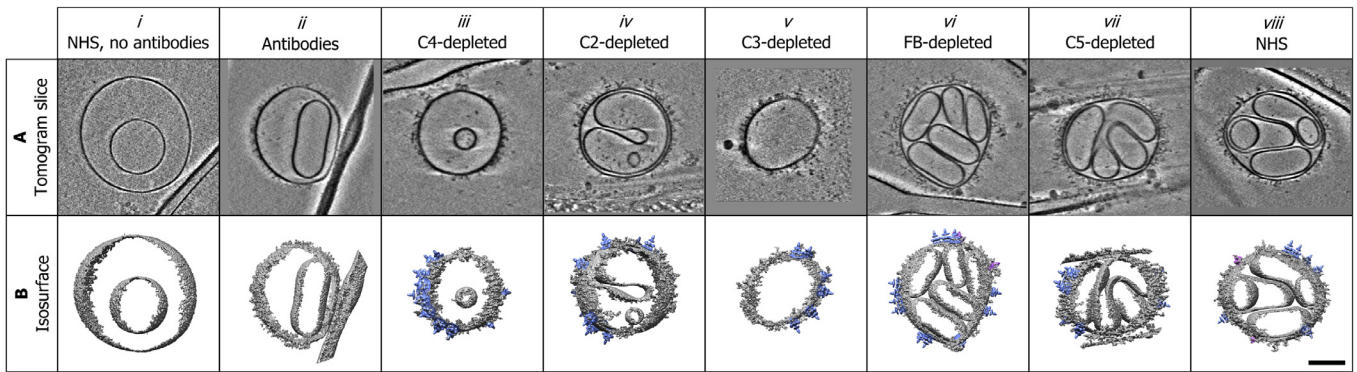 i ii iii iv v vi vii viii
NHS, no antibodies Antibodies C4-depleted C2-depleted C3-depleted FB-depleted C5-depleted NHS
A
Tomogram slice
B
Isosurface